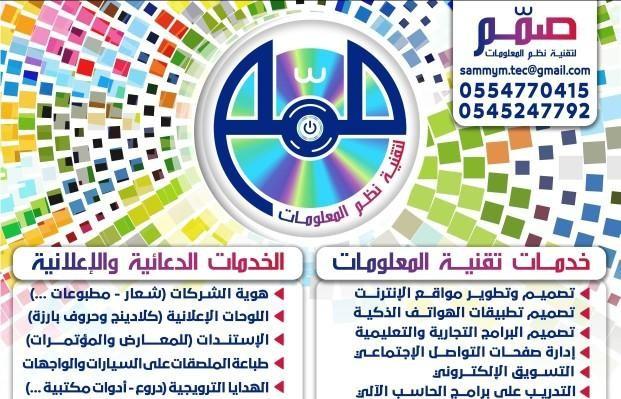 صمّم
لتقنية نظم المعلومات
sammym.tec@gmail.com
0554770415
0545247792
لتقنية نظم المعلومات
خدمات تقنية المعلومات
تصميم وتطوير مواقع الإنترنت
تصميم تطبيقات الهواتف الذكية
تصميم البرامج التجارية والتعليمية
إدارة صفحات التواصل الإجتماعي
التسويق الإلكتروني
التدريب على برامج الحاسب الآلي
الخدمات الدعائية والإعلانية
هوية الشركات (شعار - مطبوعات ...)
اللوحات الإعلانية (كلادينج وحروف بارزة)
الإستندات (للمعارض والمؤتمرات)
طباعة الملصقات على السيارات والواجهات
الهدايا الترويجية (دروع - أدوات مكتبية ...)